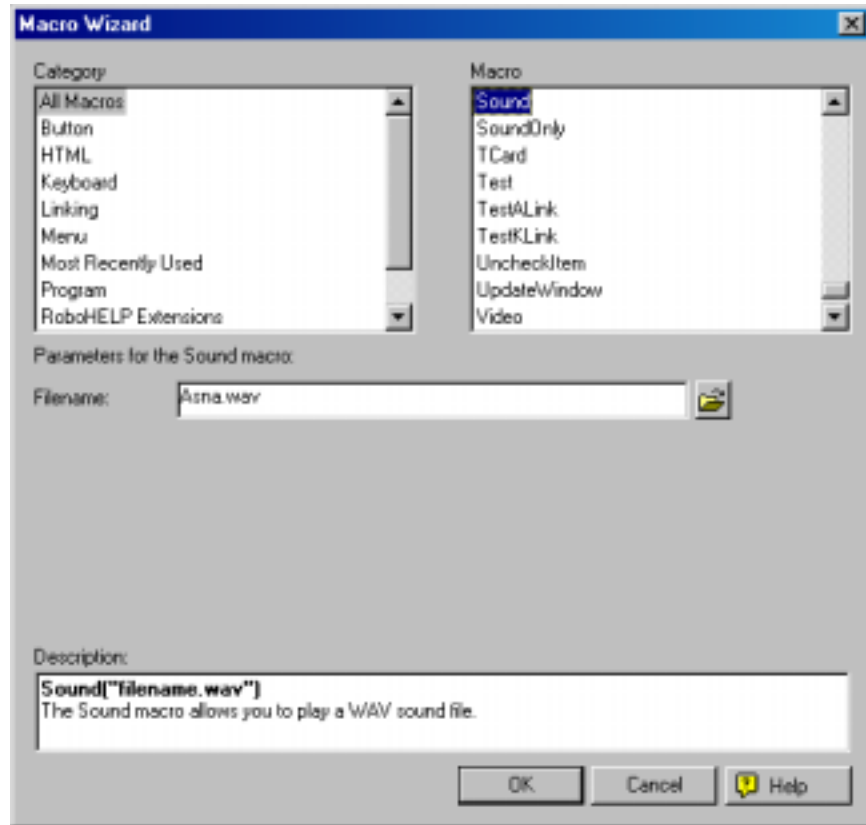 Macro Wizard
Category
All Macros
Button
HTML
Keyboard
Linking
Menu
Most Recently Used
Program
RoboHELP Extensions
Macro
Sound
SoundOnly
TCard
Test
TestALink
TestKLink
UncheckItem
UpdateWindow
Video
Parameters for the Sound macro:
Filename:
Asna.wav
Description:
Sound("filename.wav")
The Sound macro allows you to play a WAV sound file.
OK
Cancel
Help